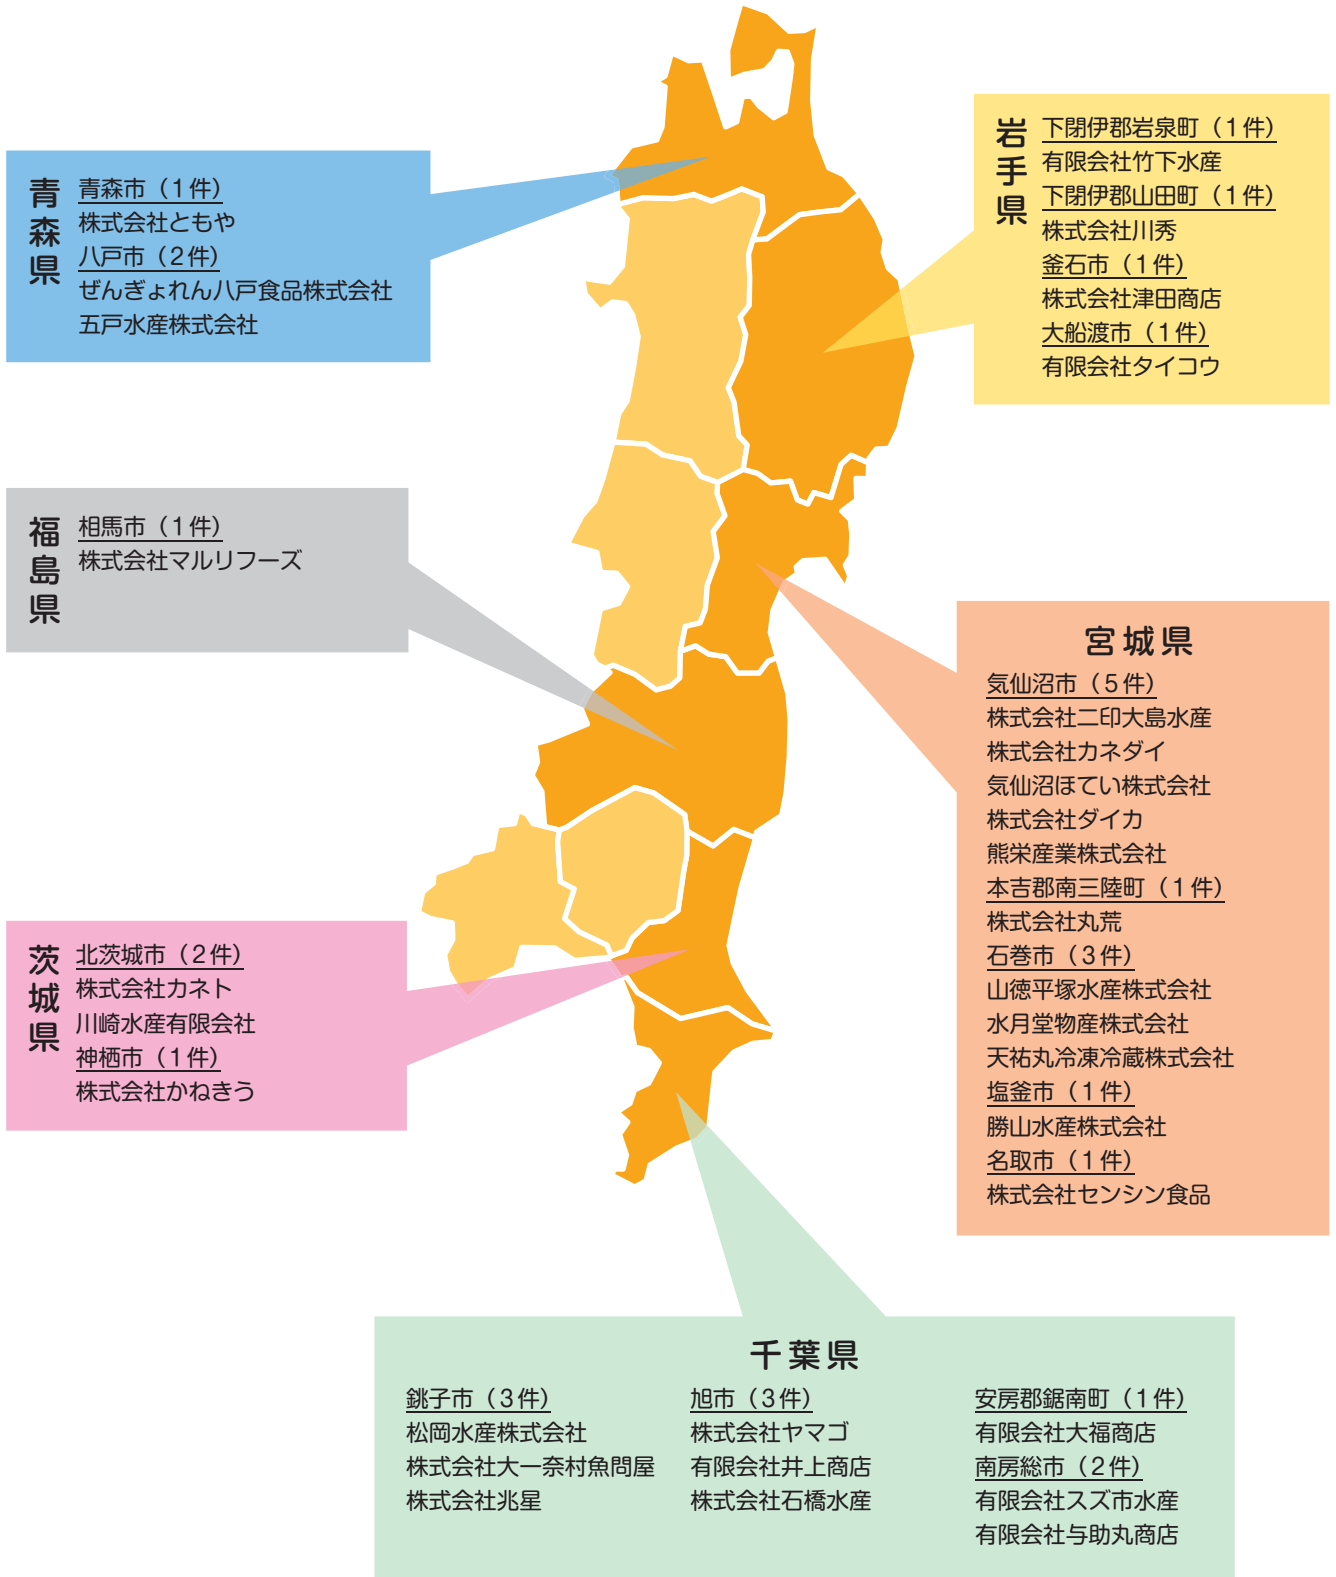 青森県
青森市（1件）
株式会社ともや
八戸市（2件）
ぜんぎょれん八戸食品株式会社
五戸水産株式会社
岩手県
下閉伊郡岩泉町（1件）
有限会社竹下水産
下閉伊郡山田町（1件）
株式会社川秀
釜石市（1件）
株式会社津田商店
大船渡市（1件）
有限会社タイコウ
福島県
相馬市（1件）
株式会社マルリフーズ
宮城県
気仙沼市（5件）
株式会社二印大島水産
株式会社カネダイ
気仙沼ほてい株式会社
株式会社ダイカ
熊栄産業株式会社
本吉郡南三陸町（1件）
株式会社丸荒
石巻市（3件）
山徳平塚水産株式会社
水月堂物産株式会社
天祐丸冷凍冷蔵株式会社
塩釜市（1件）
勝山水産株式会社
名取市（1件）
株式会社センシン食品
茨城県
北茨城市（2件）
株式会社カネト
川崎水産有限会社
神栖市（1件）
株式会社かねきう
千葉県
銚子市（3件）
松岡水産株式会社
株式会社大一奈村魚問屋
株式会社兆星
旭市（3件）
株式会社ヤマゴ
有限会社井上商店
株式会社石橋水産
安房郡鋸南町（1件）
有限会社大福商店
南房総市（2件）
有限会社スズ市水産
有限会社与助丸商店